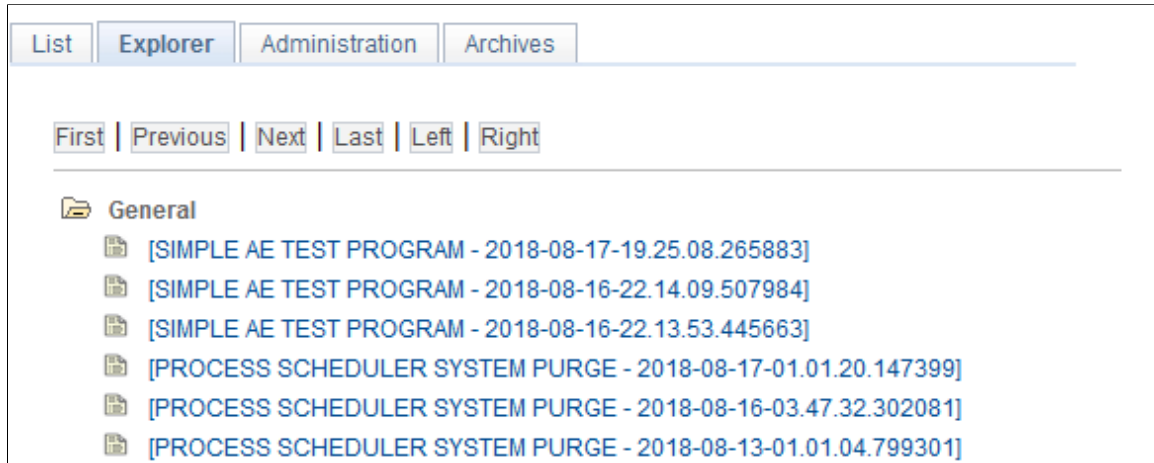 List Explorer Administration Archives
First | Previous | Next | Last | Left | Right
General
[SIMPLE AE TEST PROGRAM - 2018-08-17-19.25.08.265883]
[SIMPLE AE TEST PROGRAM - 2018-08-16-22.14.09.507984]
[SIMPLE AE TEST PROGRAM - 2018-08-16-22.13.53.445663]
[PROCESS SCHEDULER SYSTEM PURGE - 2018-08-17-01.01.20.147399]
[PROCESS SCHEDULER SYSTEM PURGE - 2018-08-16-03.47.32.302081]
[PROCESS SCHEDULER SYSTEM PURGE - 2018-08-13-01.01.04.799301]